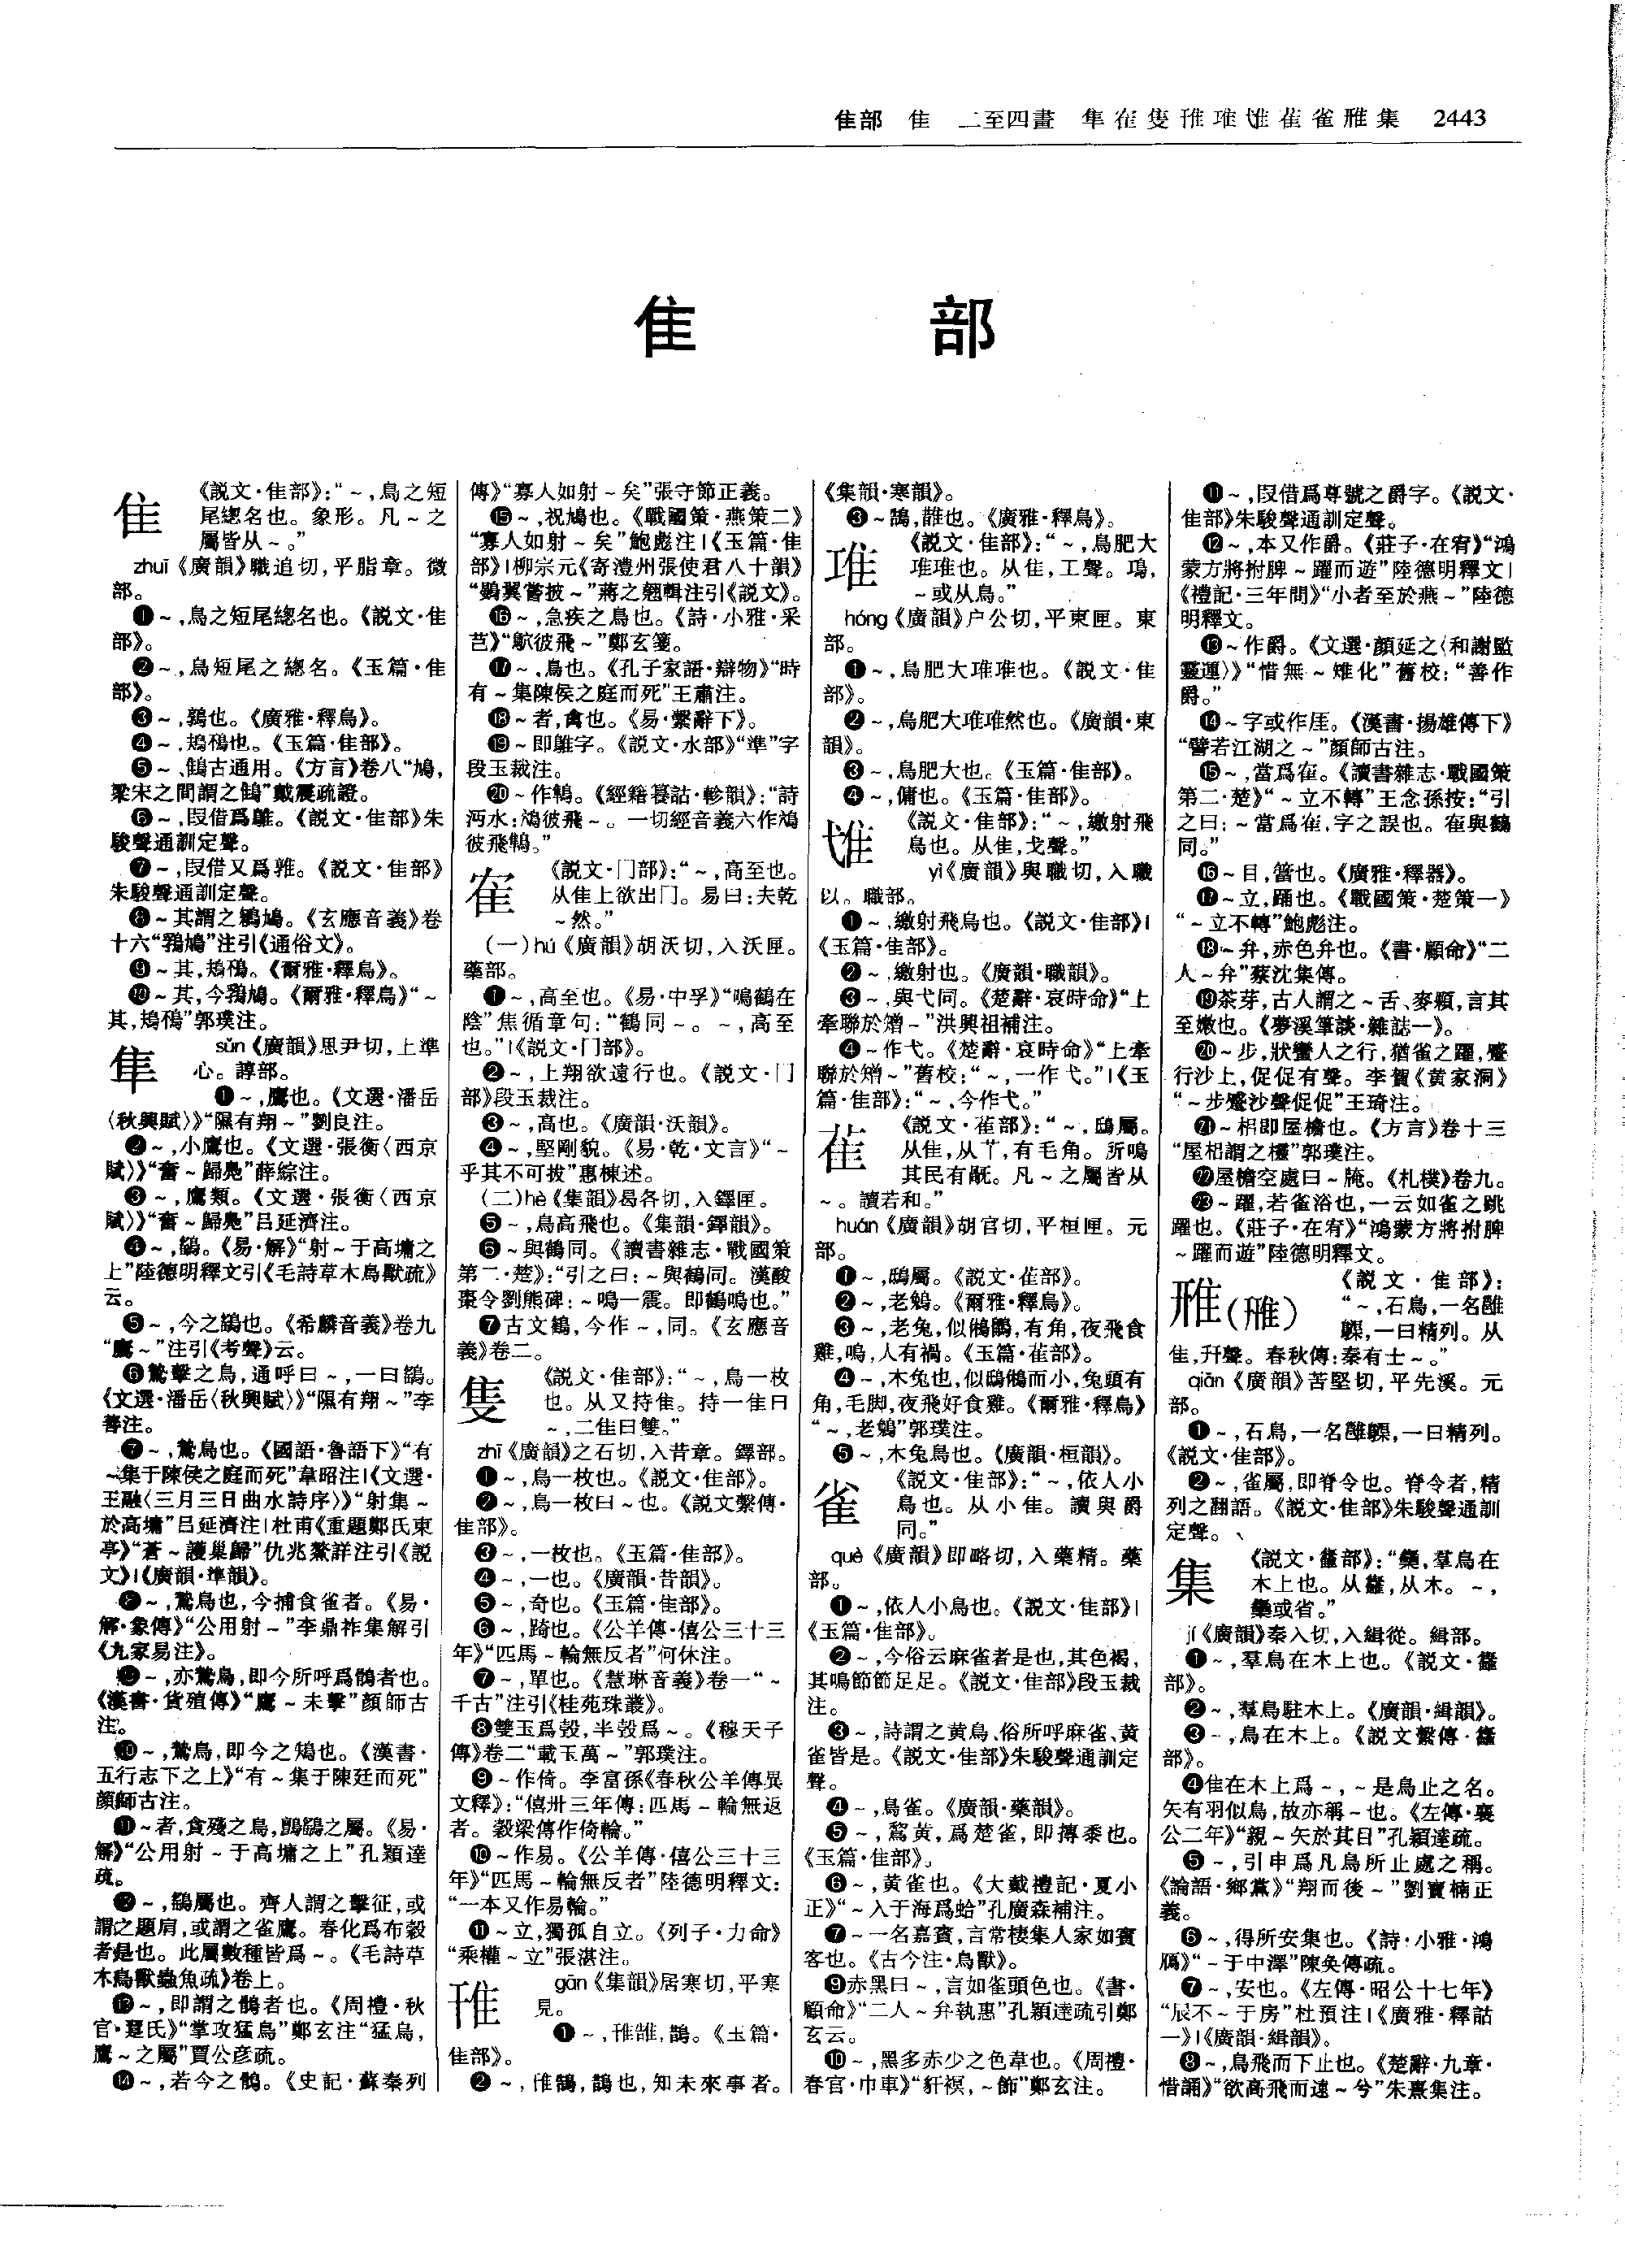 隹部 隹 二至四畫 隼隺隻雃琟隿萑雀雅集 2443
隹部
隹 《説文·隹部》：“～，鳥之短
尾總名也。象形。凡～之
屬皆从～。”
zhuī《廣韻》職追切，平脂章。微
部。
❶～，鳥之短尾總名也。《説文·隹
部》。
❷～，鳥短尾之總名。《玉篇·隹
部》。
❸～，鷚也。《廣雅·釋鳥》。
❹～，鳺鴀也。《玉篇·隹部》。
❺～、䳡古通用。《方言》卷八“鳩，
梁宋之間謂之䳡”戴震疏證。
❻～，叚借爲雖。《説文·隹部》朱
駿聲通訓定聲。
❼～，叚借又爲雜。《説文·隹部》
朱駿聲通訓定聲。
❽～其謂之鵴鳩。《玄應音義》卷
十六“鵓鳩”注引《通俗文》。
❾～其，鳺鴀。《爾雅·釋鳥》。
❿～其，今鵓鳩。《爾雅·釋鳥》“～
其，鳺鴀”郭璞注。
隼 sǔn《廣韻》思尹切，上準
心。諄部。
❶～，鷹也。《文選·潘岳
〈秋興賦〉》“隰有翔～”劉良注。
❷～，小鷹也。《文選·張衡〈西京
賦〉》“奮～歸鳧”薛綜注。
❸～，鷹類。《文選·張衡〈西京
賦〉》“奮～歸鳧”吕延濟注。
❹～，鷂。《易·解》“射～于高墉之
上”陸德明釋文引《毛詩草木鳥獸疏》
云。
❺～，今之鷂也。《希麟音義》卷九
“鷹～”注引《考聲》云。
❻鷙擊之鳥，通呼曰～，一曰鷂。
《文選·潘岳〈秋興賦〉》“隰有翔～”李
善注。
❼～，鷙鳥也。《國語·魯語下》“有
～集于陳侯之庭而死”韋昭注|《文選·
王融〈三月三日曲水詩序〉》“射集～
於高墉”吕延濟注|杜甫《重題鄭氏東
亭》“蒼～護巢歸”仇兆鰲詳注引《説
文》|《廣韻·準韻》。
❽～，鷙鳥也，今捕食雀者。《易·
解·象傳》“公用射～”李鼎祚集解引
《九家易注》。
❾～，亦鷙鳥，即今所呼爲鶻者也。
《漢書·貨殖傳》“鷹～未擊”顔師古
注。
❿～，鷙鳥，即今之鴙也。《漢書·
五行志下之上》“有～集于陳廷而死”
顔師古注。
⓫～者，食殘之鳥，鸇鷂之屬。《易·
解》“公用射～于高墉之上”孔穎達
疏。
⓬～，鷂屬也。齊人謂之擊征，或
謂之題肩，或謂之雀鷹。春化爲布穀
者是也。此屬數種皆爲～。《毛詩草
木鳥獸蟲魚疏》卷上。
⓭～，即謂之鶻者也。《周禮·秋
官·翨氏》“掌攻猛鳥”鄭玄注“猛鳥，
鷹～之屬”賈公彦疏。
⓮～，若今之鶻。《史記·蘇秦列
傳》“寡人如射～矣”張守節正義。
⓯～，祝鳩也。《戰國策·燕策二》
“寡人如射～矣”鮑彪注|《玉篇·隹
部》|柳宗元《寄澧州張使君八十韻》
“鷃翼嘗披～”蔣之翹輯注引《説文》。
⓰～，急疾之鳥也。《詩·小雅·采
芑》“鴥彼飛～”鄭玄箋。
⓱～，鳥也。《孔子家語·辯物》“時
有～集陳侯之庭而死”王肅注。
⓲～者，禽也。《易·繫辭下》。
⓳～即鵻字。《説文·水部》“準”字
段玉裁注。
⓴～作鶽。《經籍籑詁·軫韻》：“詩
沔水：鴥彼飛～。一切經音義六作鴥
彼飛鶽。”
隺 《説文·冂部》：“～，高至也。
从隹上欲出冂。易曰：夫乾
～然。”
（一）hú《廣韻》胡沃切，入沃匣。
藥部。
❶～，高至也。《易·中孚》“鳴鶴在
陰”焦循章句：“鶴同～。～，高至
也。”|《説文·冂部》。
❷～，上翔欲遠行也。《説文·冂
部》段玉裁注。
❸～，高也。《廣韻·沃韻》。
❹～，堅剛貌。《易·乾·文言》“～
乎其不可拔”惠棟述。
（二）hè《集韻》曷各切，入鐸匣。
❺～，鳥高飛也。《集韻·鐸韻》。
❻～與鶴同。《讀書雜志·戰國策
第二·楚》：“引之曰：～與鶴同。漢酸
棗令劉熊碑：～鳴一震。即鶴鳴也。”
❼古文鶴，今作～，同。《玄應音
義》卷二。
隻 《説文·隹部》：“～，鳥一枚
也。从又持隹。持一隹曰
～，二隹曰雙。”
zhī《廣韻》之石切，入昔章。鐸部。
❶～，鳥一枚也。《説文·隹部》。
❷～，鳥一枚曰～也。《説文繫傳·
隹部》。
❸～，一枚也。《玉篇·隹部》。
❹～，一也。《廣韻·昔韻》。
❺～，奇也。《玉篇·隹部》。
❻～，踦也。《公羊傳·僖公三十三
年》“匹馬～輪無反者”何休注。
❼～，單也。《慧琳音義》卷一“～
千古”注引《桂苑珠叢》。
❽雙玉爲瑴，半瑴爲～。《穆天子
傳》卷二“載玉萬～”郭璞注。
❾～作倚。李富孫《春秋公羊傳異
文釋》：“僖卅三年傳：匹馬～輪無返
者。穀梁傳作倚輪。”
❿～作易。《公羊傳·僖公三十三
年》“匹馬～輪無反者”陸德明釋文：
“一本又作易輪。”
⓫～立，獨孤自立。《列子·力命》
“乘權～立”張湛注。
雃 gān《集韻》居寒切，平寒
見。
❶～，雃䧿，鵲。《玉篇·
隹部》。
❷～，雃鵠，鵲也，知未來事者。
《集韻·寒韻》。
❸～鵠，䧿也。《廣雅·釋鳥》。
琟 《説文·隹部》：“～，鳥肥大
琟琟也。从隹，工聲。䲨，
～或从鳥。”
hóng《廣韻》户公切，平東匣。東
部。
❶～，鳥肥大琟琟也。《説文·隹
部》。
❷～，鳥肥大琟琟然也。《廣韻·東
韻》。
❸～，鳥肥大也。《玉篇·隹部》。
❹～，傭也。《玉篇·隹部》。
隿 《説文·隹部》：“～，繳射飛
鳥也。从隹，弋聲。”
yì《廣韻》與職切，入職
以。職部。
❶～，繳射飛鳥也。《説文·隹部》|
《玉篇·隹部》。
❷～，繳射也。《廣韻·職韻》。
❸～，與弋同。《楚辭·哀時命》“上
牽聯於矰～”洪興祖補注。
❹～作弋。《楚辭·哀時命》“上牽
聯於矰～”舊校：“～，一作弋。”|《玉
篇·隹部》：“～，今作弋。”
萑 《説文·萑部》：“～，鴟屬。
从隹，从𦫳，有毛角。所鳴
其民有旤。凡～之屬皆从
～。讀若和。”
huán《廣韻》胡官切，平桓匣。元
部。
❶～，鴟屬。《説文·萑部》。
❷～，老鵵。《爾雅·釋鳥》。
❸～，老兔，似鵂鶹，有角，夜飛食
雞，鳴，人有禍。《玉篇·萑部》。
❹～，木兔也，似鴟鵂而小，兔頭有
角，毛脚，夜飛好食雞。《爾雅·釋鳥》
“～，老鵵”郭璞注。
❺～，木兔鳥也。《廣韻·桓韻》。
雀 《説文·隹部》：“～，依人小
鳥也。从小隹。讀與爵
同。”
què《廣韻》即略切，入藥精。藥
部。
❶～，依人小鳥也。《説文·隹部》|
《玉篇·隹部》。
❷～，今俗云麻雀者是也，其色褐，
其鳴節節足足。《説文·隹部》段玉裁
注。
❸～，詩謂之黄鳥、俗所呼麻雀、黄
雀皆是。《説文·隹部》朱駿聲通訓定
聲。
❹～，鳥雀。《廣韻·藥韻》。
❺～，鶩黄，爲楚雀，即摶黍也。
《玉篇·隹部》。
❻～，黄雀也。《大戴禮記·夏小
正》“～入于海爲蛤”孔廣森補注。
❼～一名嘉賓，言常棲集人家如賓
客也。《古今注·鳥獸》。
❾赤黑曰～，言如雀頭色也。《書·
顧命》“二人～弁執惠”孔穎達疏引鄭
玄云。
❿～，黑多赤少之色韋也。《周禮·
春官·巾車》“豻䙲，～飾”鄭玄注。
⓫～，叚借爲尊號之爵字。《説文·
隹部》朱駿聲通訓定聲。
⓬～，本又作爵。《莊子·在宥》“鴻
蒙方將拊脾～躍而遊”陸德明釋文|
《禮記·三年問》“小者至於燕～”陸德
明釋文。
⓭～作爵。《文選·顔延之〈和謝監
靈運〉》“惜無～雉化”舊校：“善作
爵。”
⓮～字或作厓。《漢書·揚雄傳下》
“譬若江湖之～”顔師古注。
⓯～，當爲隺。《讀書雜志·戰國策
第二·楚》“～立不轉”王念孫按：“引
之曰：～當爲隺，字之誤也。隺與鶴
同。”
⓰～目，簹也。《廣雅·釋器》。
⓱～立，踊也。《戰國策·楚策一》
“～立不轉”鮑彪注。
⓲～弁，赤色弁也。《書·顧命》“二
人～弁”蔡沈集傳。
⓳茶芽，古人謂之～舌、麥顆，言其
至嫩也。《夢溪筆談·雜誌一》。
⓴～步，狀蠻人之行，猶雀之躍，蹙
行沙上，促促有聲。李賀《黄家洞》
“～步蹙沙聲促促”王琦注。
㉑～梠即屋檐也。《方言》卷十三
“屋梠謂之欞”郭璞注。
㉒屋檐空處曰～腌。《札樸》卷九。
㉓～躍，若雀浴也，一云如雀之跳
躍也。《莊子·在宥》“鴻蒙方將拊脾
～躍而遊”陸德明釋文。
雃（雅） 《説文·隹部》：
“～，石鳥，一名雝
䳿，一曰精列。从
隹，幵聲。春秋傳：秦有士～。”
qiān《廣韻》苦堅切，平先溪。元
部。
❶～，石鳥，一名雝䳿，一曰精列。
《説文·隹部》。
❷～，雀屬，即脊令也。脊令者，精
列之翻語。《説文·隹部》朱駿聲通訓
定聲。
集 《説文·雥部》：“雧，羣鳥在
木上也。从雥，从木。～，
雧或省。”
jí《廣韻》秦入切，入緝從。緝部。
❶～，羣鳥在木上也。《説文·雥
部》。
❷～，羣鳥駐木上。《廣韻·緝韻》。
❸～，鳥在木上。《説文繫傳·雥
部》。
❹隹在木上爲～，～是鳥止之名。
矢有羽似鳥，故亦稱～也。《左傳·襄
公二年》“親～矢於其目”孔穎達疏。
❺～，引申爲凡鳥所止處之稱。
《論語·鄉黨》“翔而後～”劉寶楠正
義。
❻～，得所安集也。《詩·小雅·鴻
鴈》“～于中澤”陳奂傳疏。
❼～，安也。《左傳·昭公十七年》
“辰不～于房”杜預注|《廣雅·釋詁
一》|《廣韻·緝韻》。
❽～，鳥飛而下止也。《楚辭·九章·
惜誦》“欲高飛而遠～兮”朱熹集注。